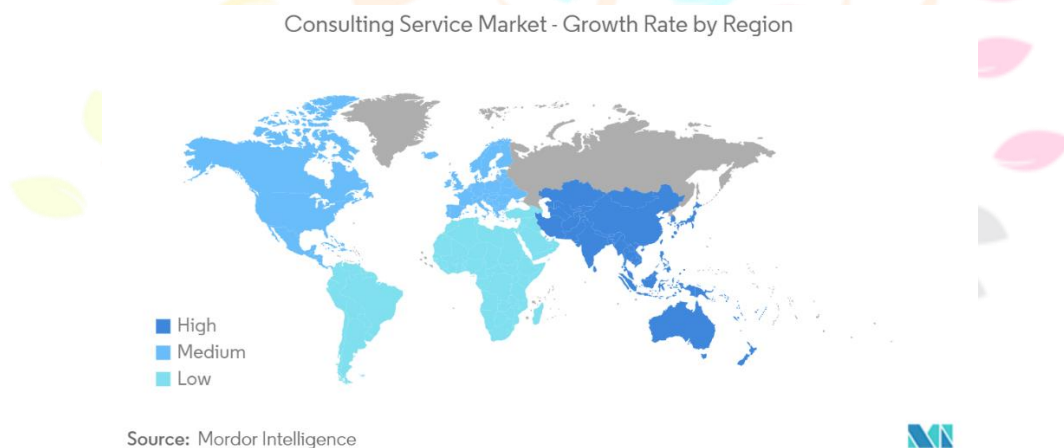 Consulting Service Market - Growth Rate by Region
High
Medium
Low
Source: Mordor Intelligence